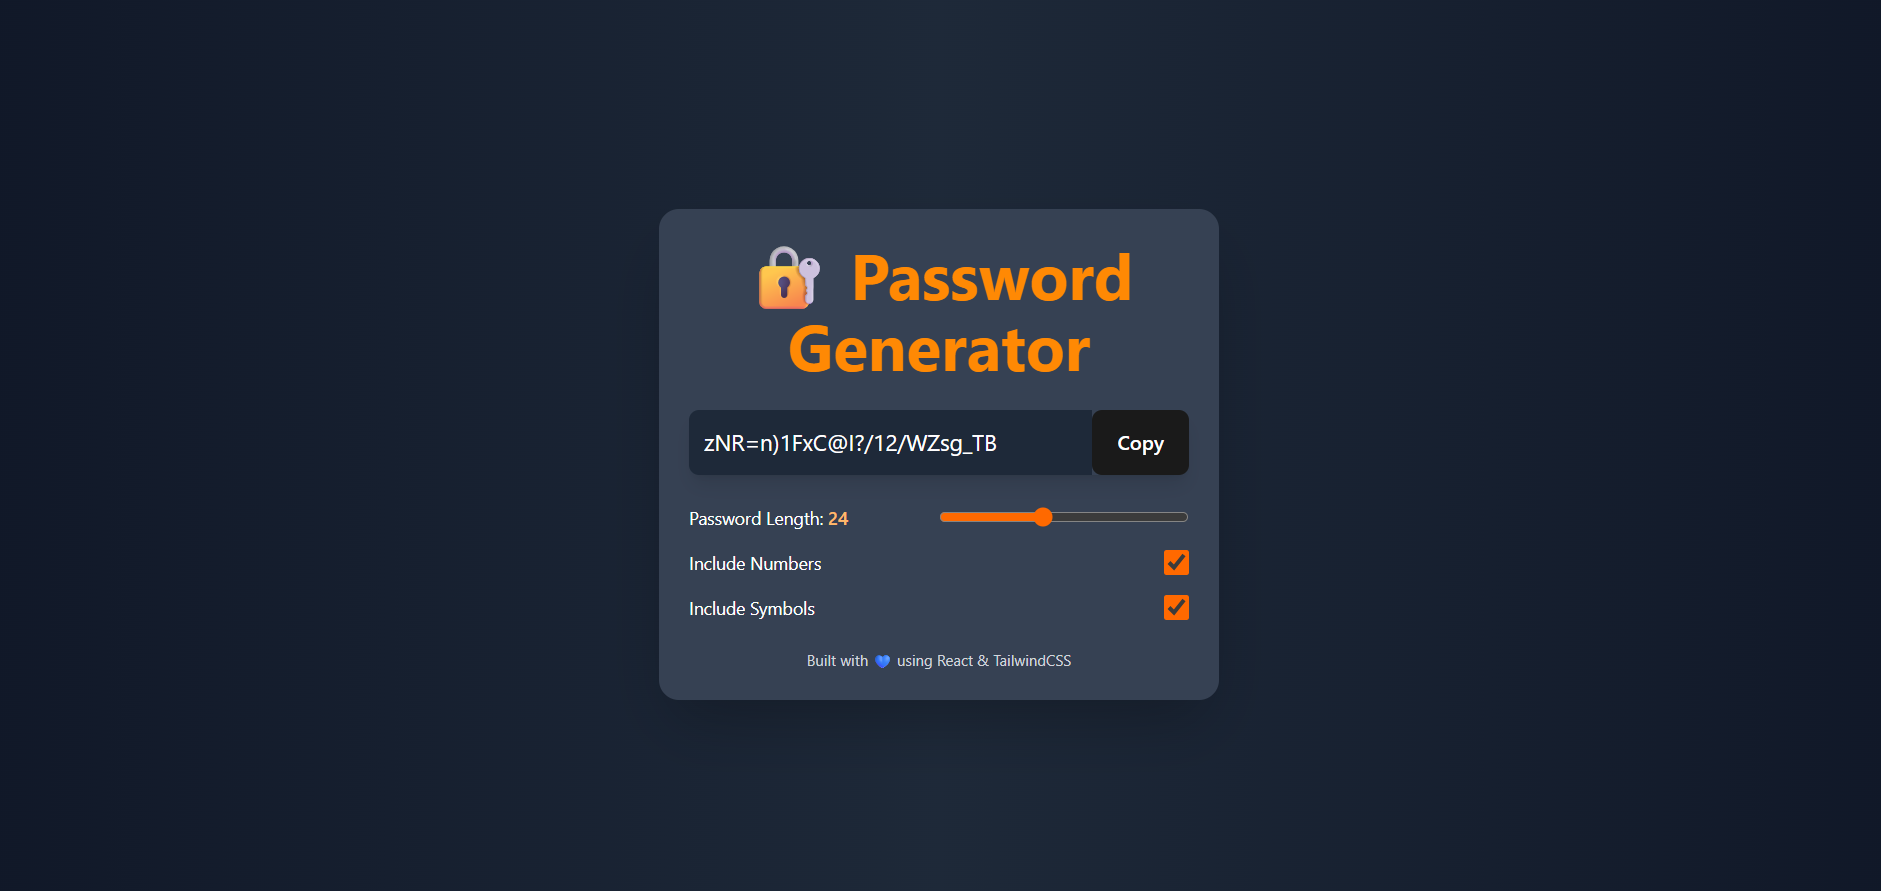 Password
Generator
zNR=n)1FxC@I?/12/WZsg_TB
Copy
Password Length: 24
Include Numbers
Include Symbols
Built with 💙 using React & TailwindCSS